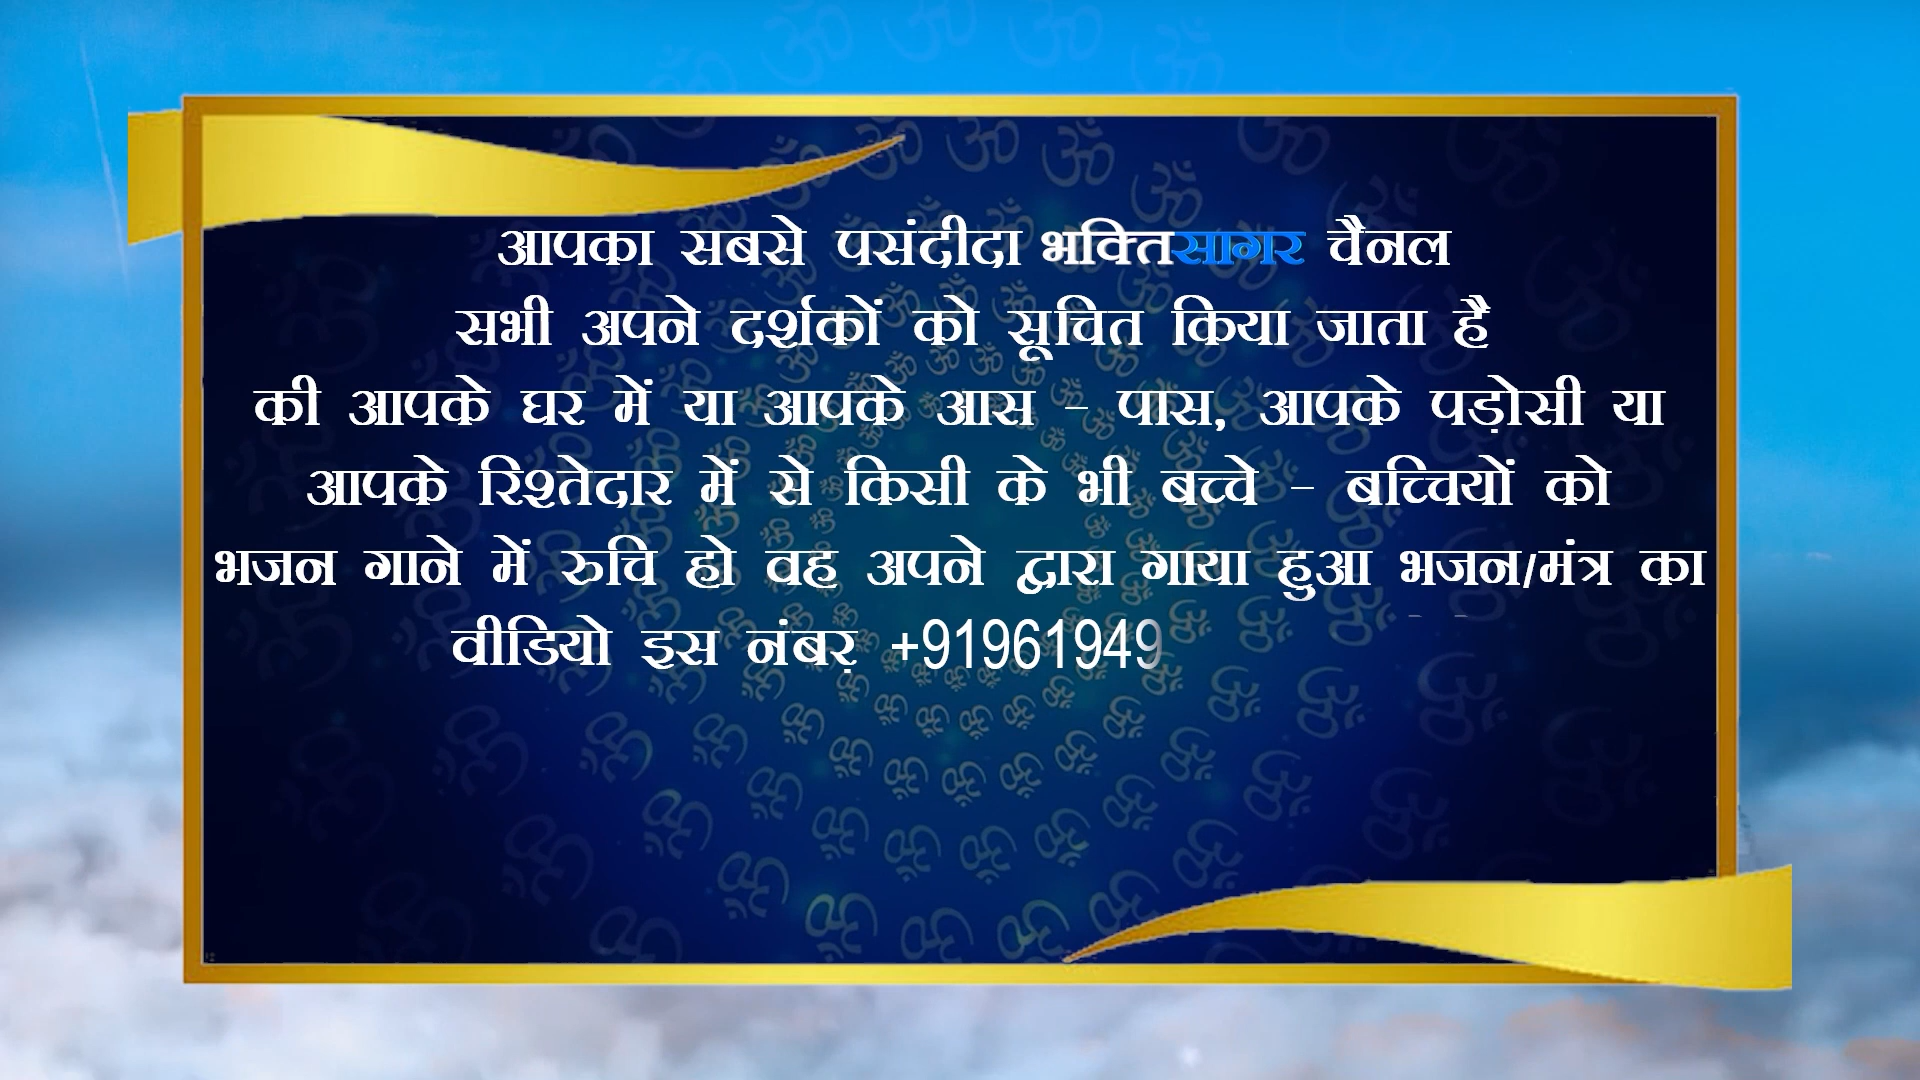 आपका सबसे पसंदीदा भक्तिसागर चैनल
सभी अपने दर्शकों को सूचित किया जाता है
की आपके घर में या आपके आस - पास, आपके पड़ोसी या
आपके रिश्तेदार में से किसी के भी बच्चे - बच्चियों को
भजन गाने में रुचि हो वह अपने द्वारा गाया हुआ भजन/मंत्र का
वीडियो इस नंबर +91961949